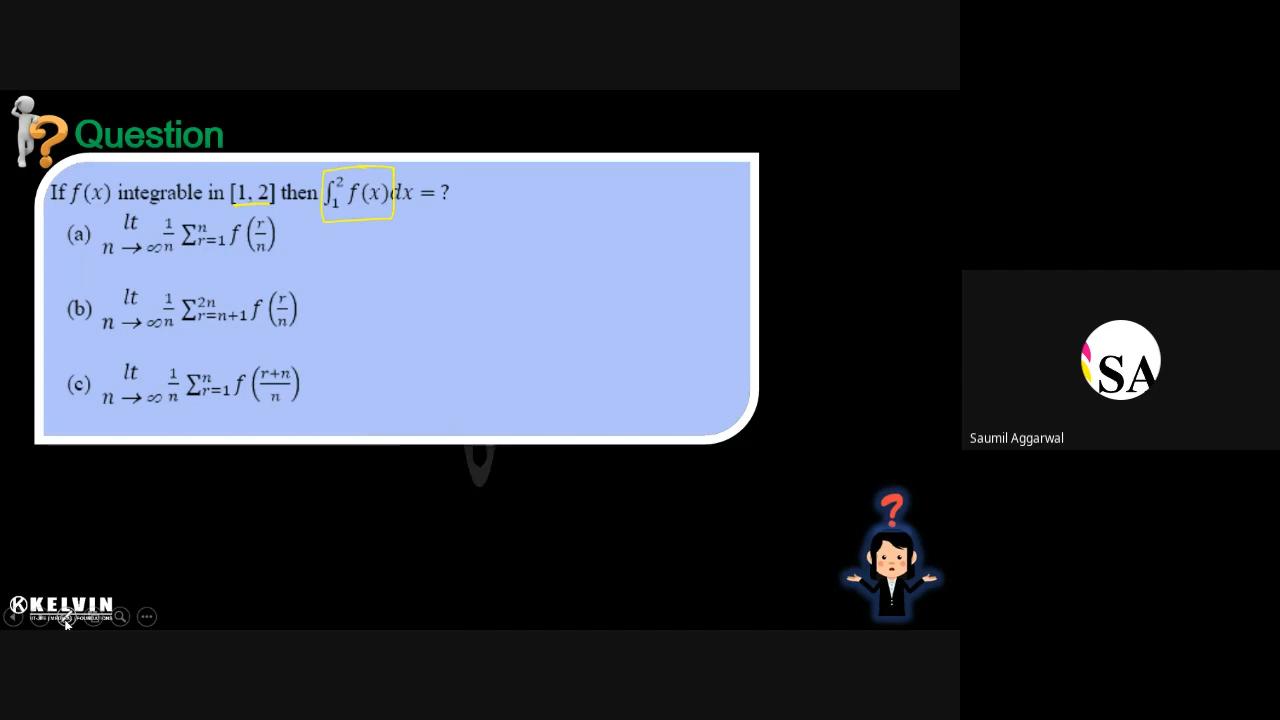 Question
If f(x) integrable in [1, 2] then ∫₁² f(x)dx = ?
(a) lt n → ∞ 1/n ∑ⁿᵣ₌₁ f(r/n)
(b) lt n → ∞ 1/n ∑²ⁿᵣ₌ₙ₊₁ f(r/n)
(c) lt n → ∞ 1/n ∑ⁿᵣ₌₁ f((r+n)/n)
SA
Saumil Aggarwal
KELVIN